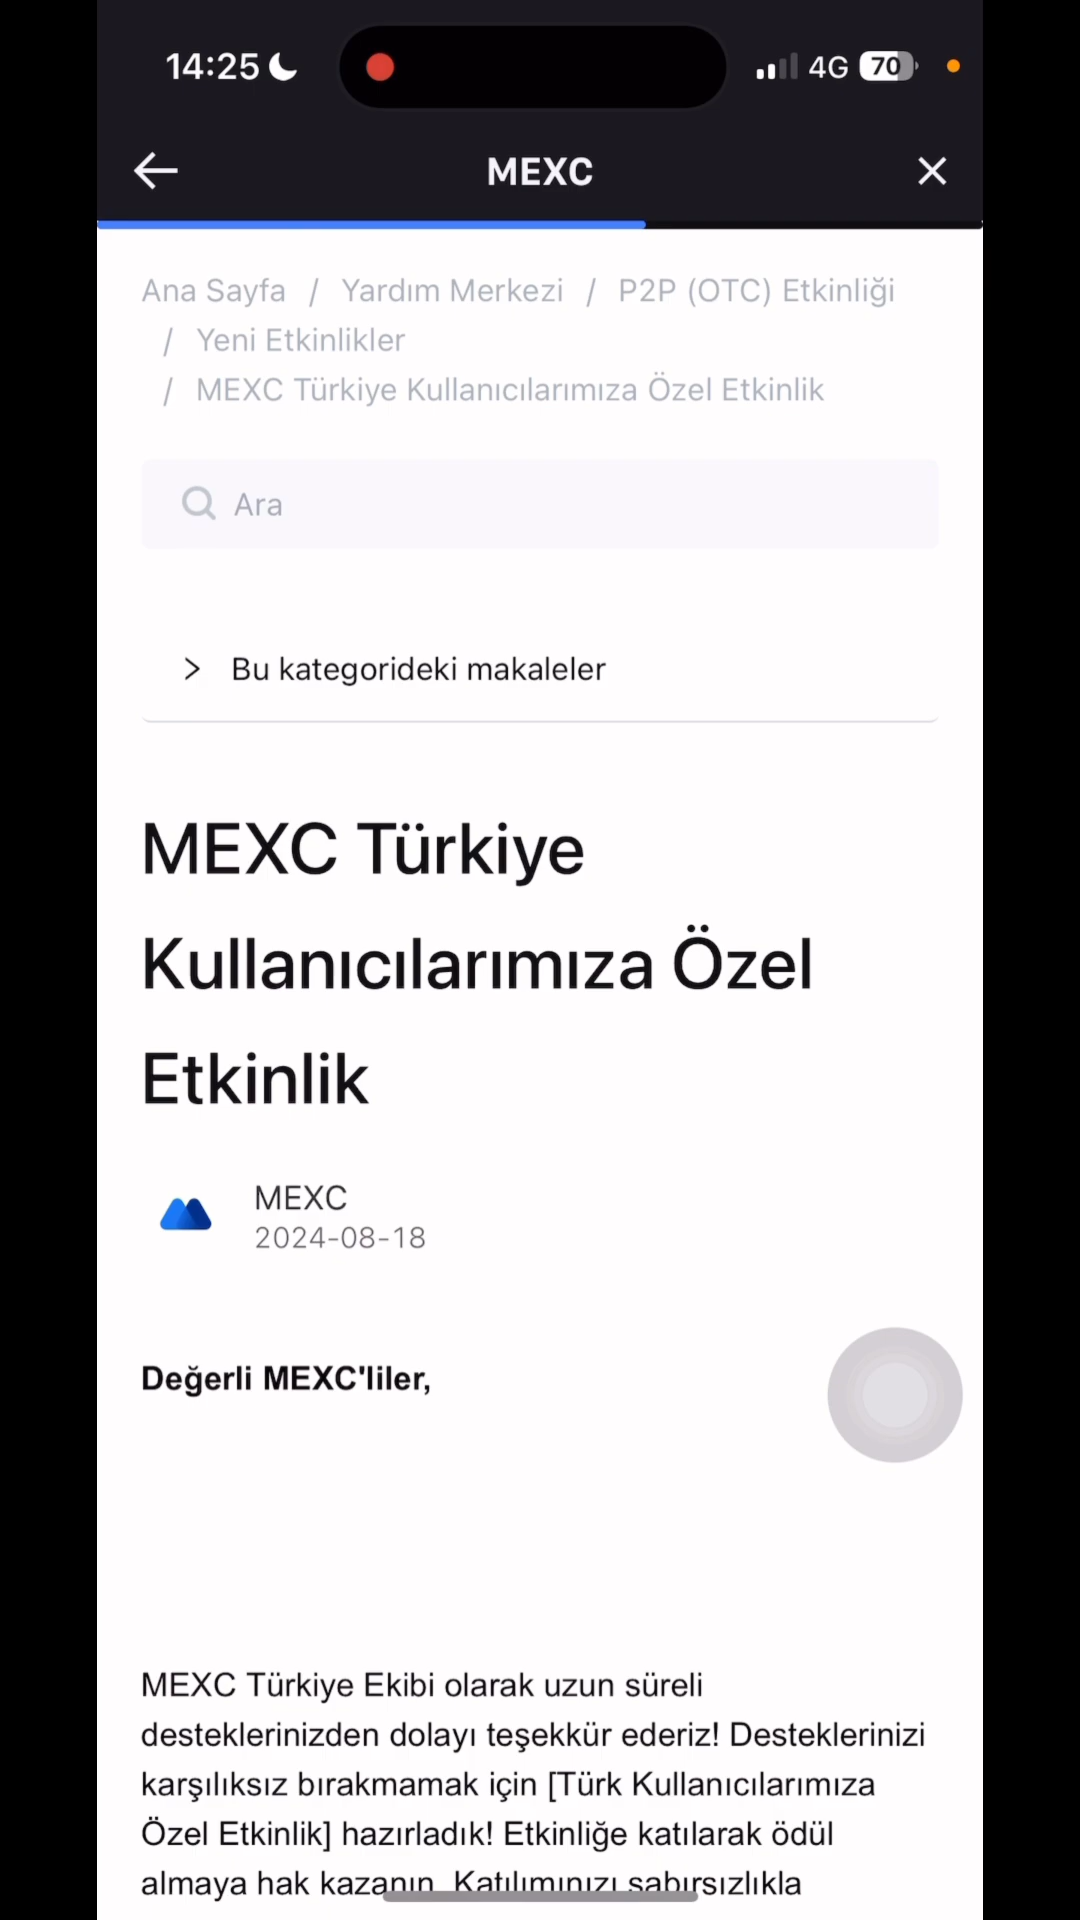 14:25
4G 70
MEXC
Ana Sayfa / Yardım Merkezi / P2P (OTC) Etkinliği
/ Yeni Etkinlikler
/ MEXC Türkiye Kullanıcılarımıza Özel Etkinlik
Ara
> Bu kategorideki makaleler
MEXC Türkiye
Kullanıcılarımıza Özel
Etkinlik
MEXC
2024-08-18
Değerli MEXC'liler,
MEXC Türkiye Ekibi olarak uzun süreli
desteklerinizden dolayı teşekkür ederiz! Desteklerinizi
karşılıksız bırakmamak için [Türk Kullanıcılarımıza
Özel Etkinlik] hazırladık! Etkinliğe katılarak ödül
almaya hak kazanın. Katılımınızı sabırsızlıkla